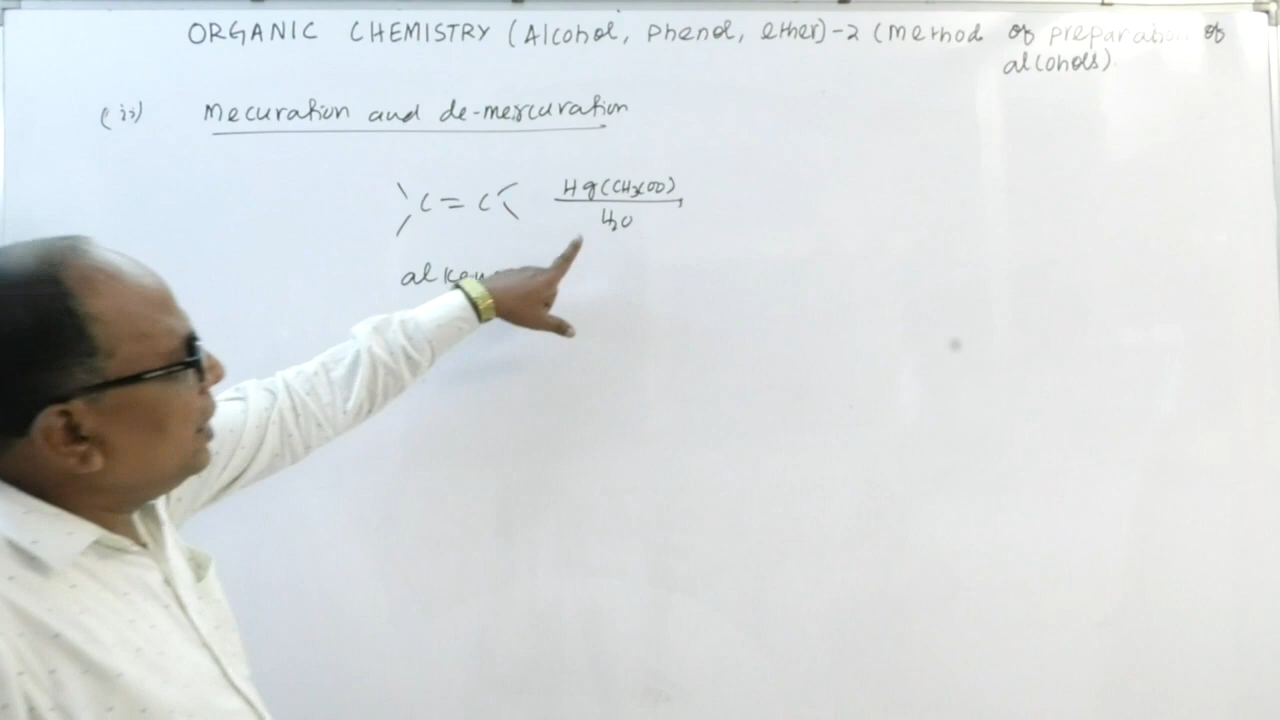 ORGANIC CHEMISTRY (Alcohol, Phenol, ether)-2 (Method of preparation of
alcohols)
(ii) Mecuration and de-mercuration
C = C Hg(CH3COO)
H2O